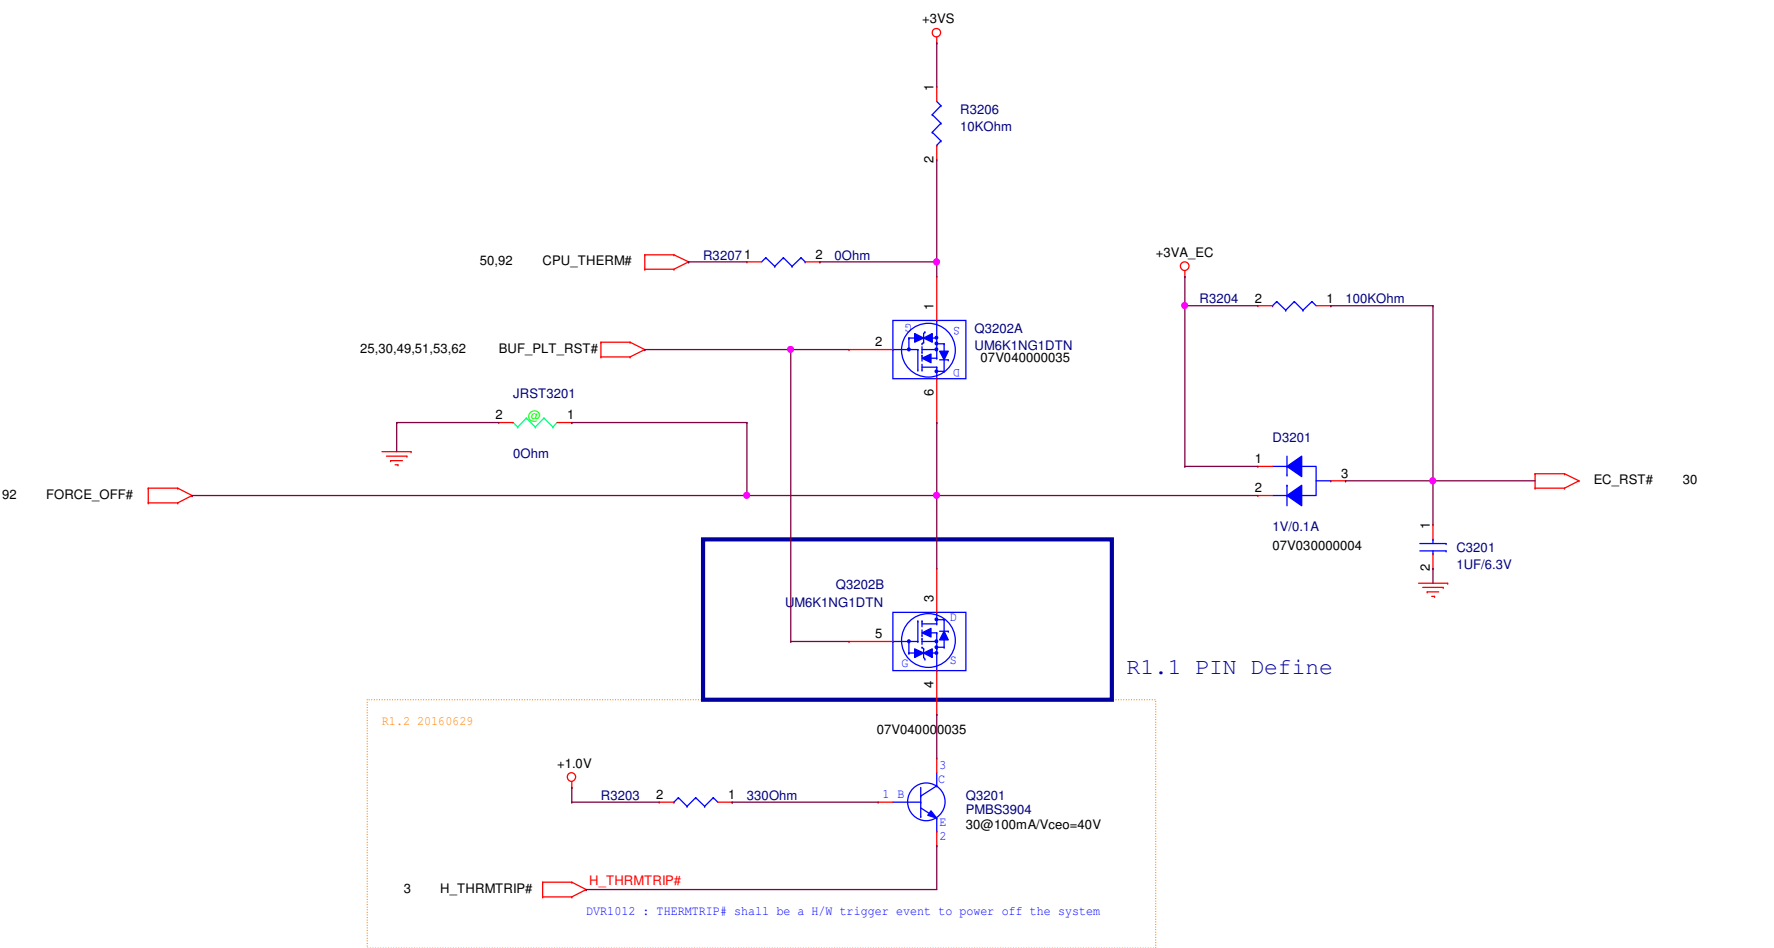 +3VS
1
R3206
10KOhm
2
50,92 CPU_THERM# R3207 1 2 0Ohm
+3VA_EC
R3204 2 1 100KOhm
1
G S
Q3202A
25,30,49,51,53,62 BUF_PLT_RST# 2 UM6K1NG1DTN
07V040000035
D
6
JRST3201
2 @ 1
0Ohm
D3201
1
3
EC_RST# 30
92 FORCE_OFF# 2
1V/0.1A
07V030000004
1
C3201
1UF/6.3V
2
Q3202B
UM6K1NG1DTN
3
D
5
G S
4
R1.1 PIN Define
R1.2 20160629
07V040000035
+1.0V
3
C
R3203 2 1 330Ohm 1 B
Q3201
PMBS3904
30@100mA/Vceo=40V
E
2
3 H_THRMTRIP# H_THRMTRIP#
DVR1012 : THERMTRIP# shall be a H/W trigger event to power off the system